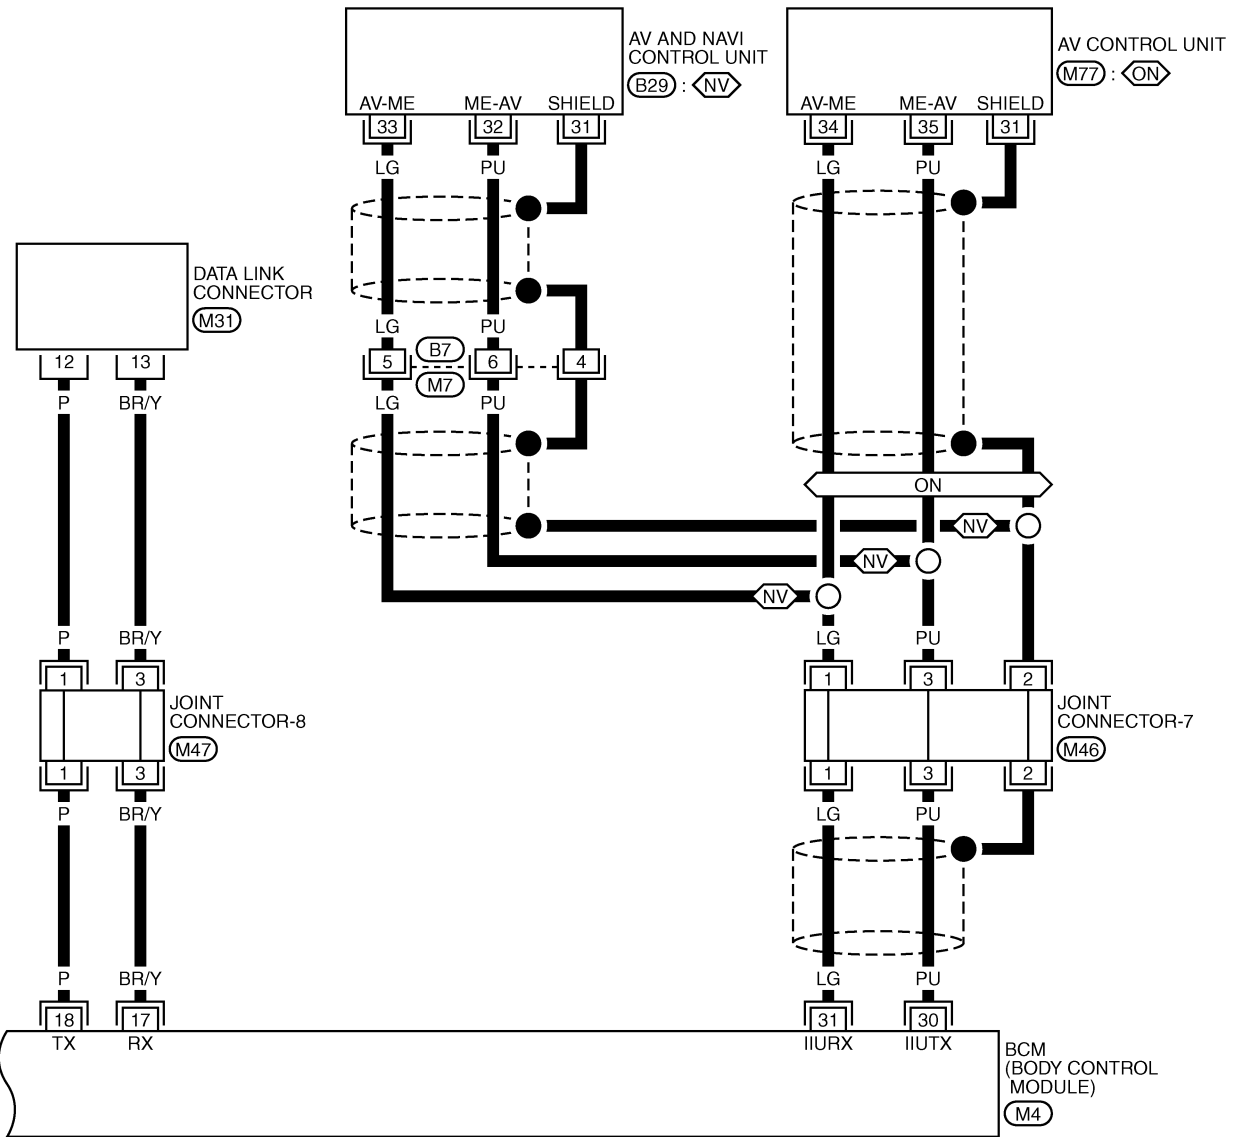 AV AND NAVI
CONTROL UNIT
B29 : NV
AV CONTROL UNIT
M77 : ON
AV-ME ME-AV SHIELD
AV-ME ME-AV SHIELD
33 32 31
34 35 31
LG PU
LG PU
DATA LINK
CONNECTOR
M31
LG PU
B7
12 13
5 6 4
M7
P BR/Y
LG PU
ON
NV
NV
NV
P BR/Y
LG PU
1 3
1 3 2
JOINT
CONNECTOR-8
M47
JOINT
CONNECTOR-7
M46
1 3
1 3 2
P BR/Y
LG PU
P BR/Y
LG PU
18 17
31 30
TX RX
IIURX IIUTX
BCM
(BODY CONTROL
MODULE)
M4